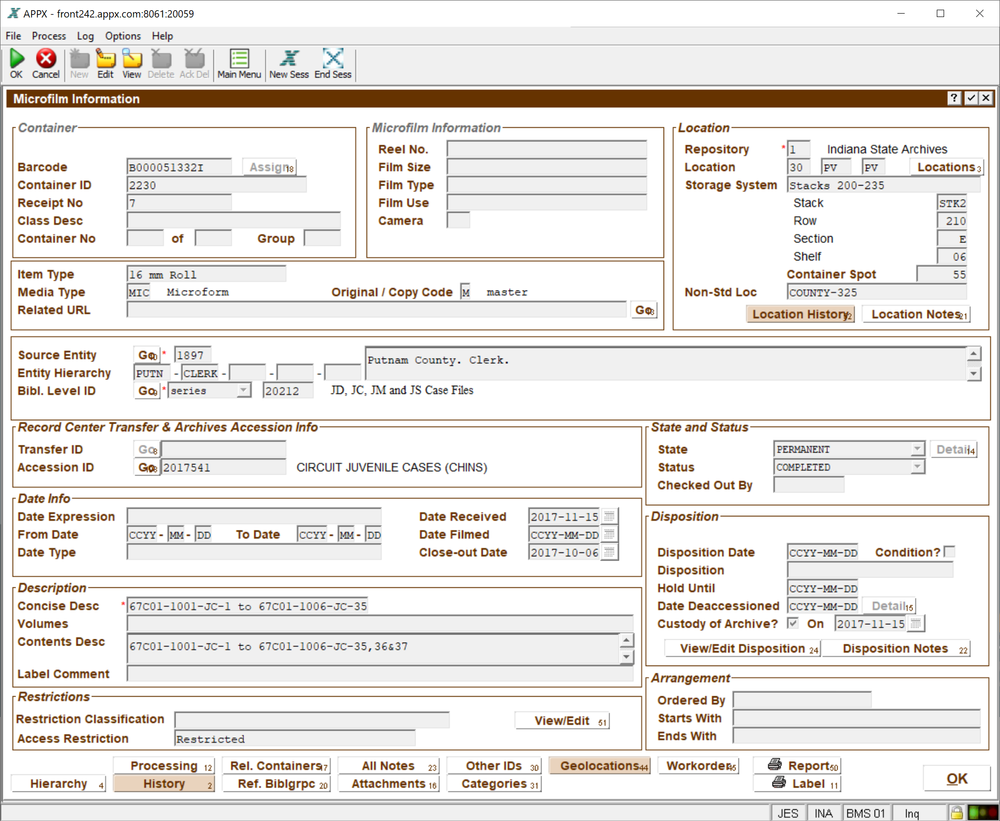 APPX - front242.appx.com:8061:20059
File Process Log Options Help
OK Cancel New Edit View Delete Ack Del Main Menu New Sess End Sess
Microfilm Information
Container
Barcode B000051332I Assign 18
Container ID 2230
Receipt No 7
Class Desc
Container No of Group
Microfilm Information
Reel No.
Film Size
Film Type
Film Use
Camera
Location
Repository * 1 Indiana State Archives
Location 30 PV PV Locations 3
Storage System Stacks 200-235
Stack STK2
Row 210
Section E
Shelf 06
Container Spot 55
Non-Std Loc COUNTY-325
Location History Location Notes 21
Item Type 16 mm Roll
Media Type MIC Microform Original / Copy Code M master
Related URL Go
Source Entity Go * 1897 Putnam County. Clerk.
Entity Hierarchy PUTN - CLERK - - -
Bibl. Level ID Go * series 20212 JD, JC, JM and JS Case Files
Record Center Transfer & Archives Accession Info
Transfer ID Go 8
Accession ID Go 2017541 CIRCUIT JUVENILE CASES (CHINS)
State and Status
State PERMANENT Detail 14
Status COMPLETED
Checked Out By
Date Info
Date Expression Date Received 2017-11-15
From Date CCYY - MM - DD To Date CCYY - MM - DD Date Filmed CCYY-MM-DD
Date Type Close-out Date 2017-10-06
Disposition
Disposition Date CCYY-MM-DD Condition?
Disposition
Hold Until CCYY-MM-DD
Date Deaccessioned CCYY-MM-DD Detail 15
Custody of Archive? On 2017-11-15
View/Edit Disposition 24 Disposition Notes 22
Description
Concise Desc * 67C01-1001-JC-1 to 67C01-1006-JC-35
Volumes
Contents Desc 67C01-1001-JC-1 to 67C01-1006-JC-35,36&37
Label Comment
Arrangement
Ordered By
Starts With
Ends With
Restrictions
Restriction Classification View/Edit 51
Access Restriction Restricted
Processing 12 Rel. Containers 17 All Notes 23 Other IDs 30 Geolocations 44 Workorder 45 Report 50
Hierarchy 4 History 2 Ref. Biblgrpc 20 Attachments 16 Categories 31 Label 11 OK
JES INA BMS 01 Inq